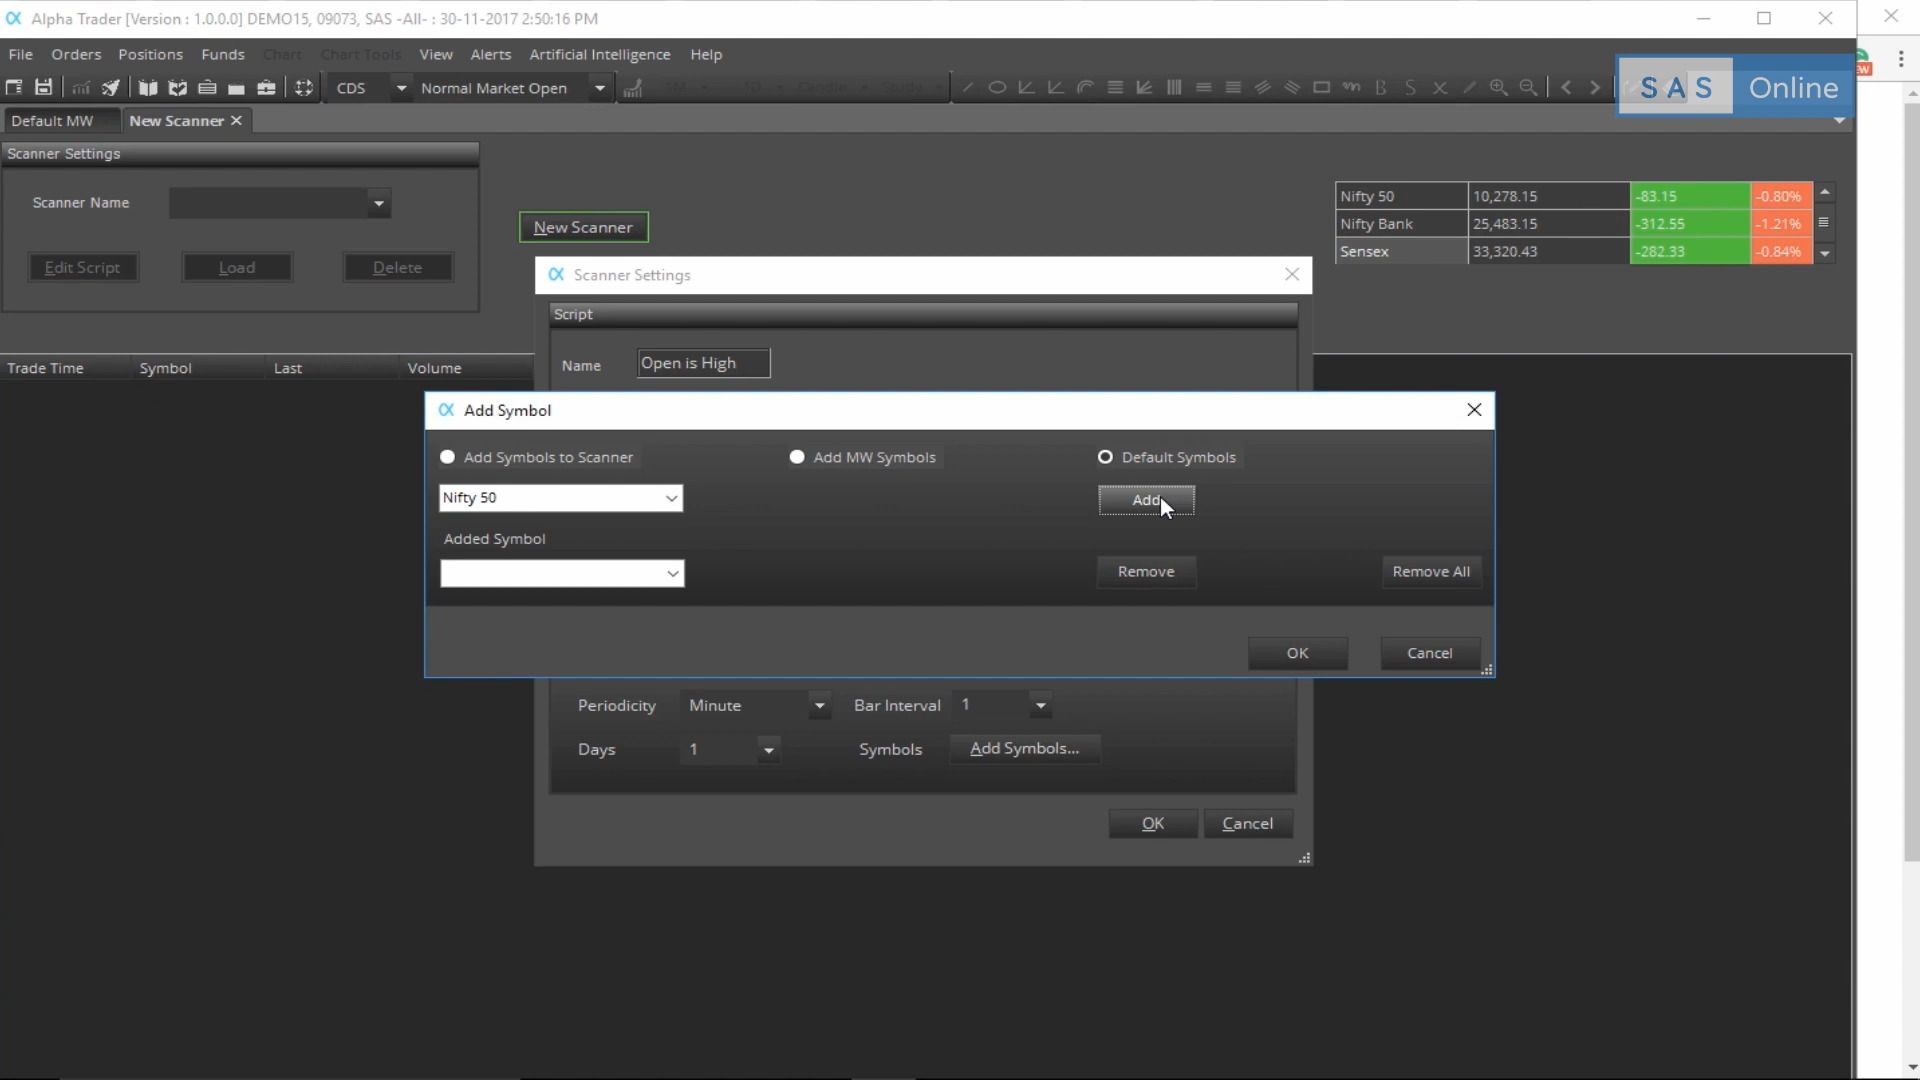 Alpha Trader [Version : 1.0.0.0] DEMO15, 09073, SAS -All- : 30-11-2017 2:50:16 PM
File Orders Positions Funds Chart Chart Tools View Alerts Artificial Intelligence Help
CDS Normal Market Open
SAS Online
Default MW New Scanner
Scanner Settings
Scanner Name
Edit Script Load Delete
New Scanner
Nifty 50 10,278.15 -83.15 -0.80%
Nifty Bank 25,483.15 -312.55 -1.21%
Sensex 33,320.43 -282.33 -0.84%
Scanner Settings
Script
Name Open is High
Trade Time Symbol Last Volume
Add Symbol
Add Symbols to Scanner Add MW Symbols Default Symbols
Nifty 50 Add
Added Symbol
Remove Remove All
OK Cancel
Periodicity Minute Bar Interval 1
Days 1 Symbols Add Symbols...
OK Cancel